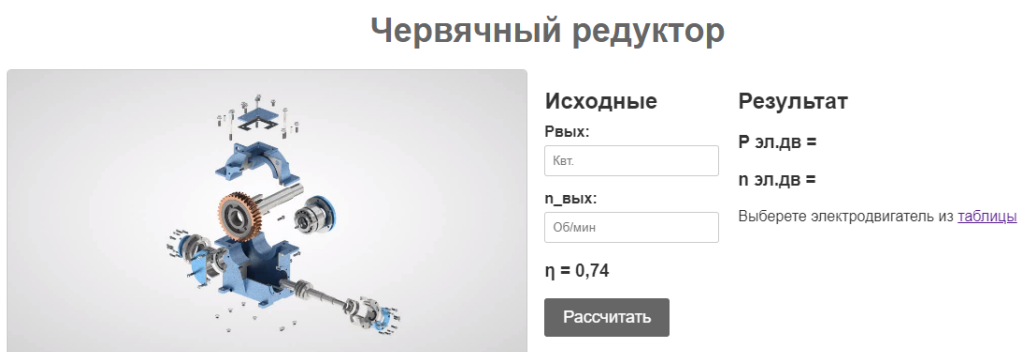 Червячный редуктор
Исходные
Рвых:
Квт.
n_вых:
Об/мин
η = 0,74
Рассчитать
Результат
Р эл.дв =
n эл.дв =
Выберете электродвигатель из таблицы